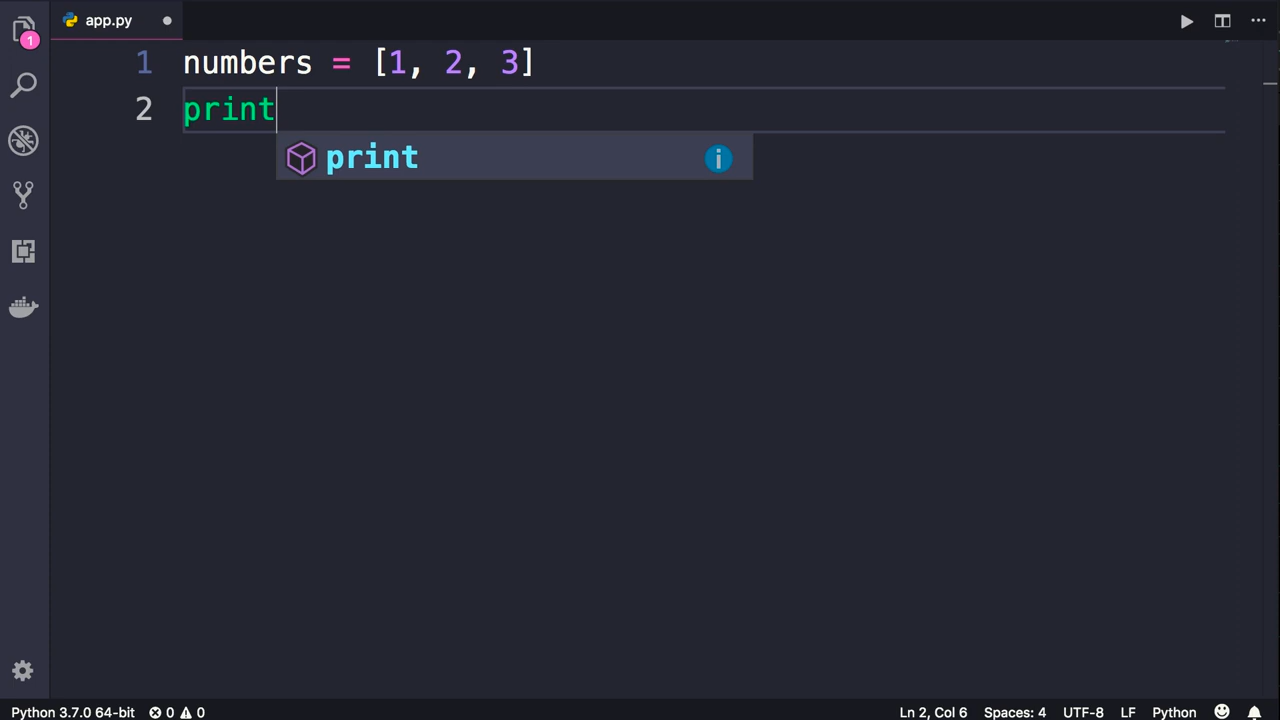 app.py
1
1 numbers = [1, 2, 3]
2 print
print
Python 3.7.0 64-bit 0 0 Ln 2, Col 6 Spaces: 4 UTF-8 LF Python